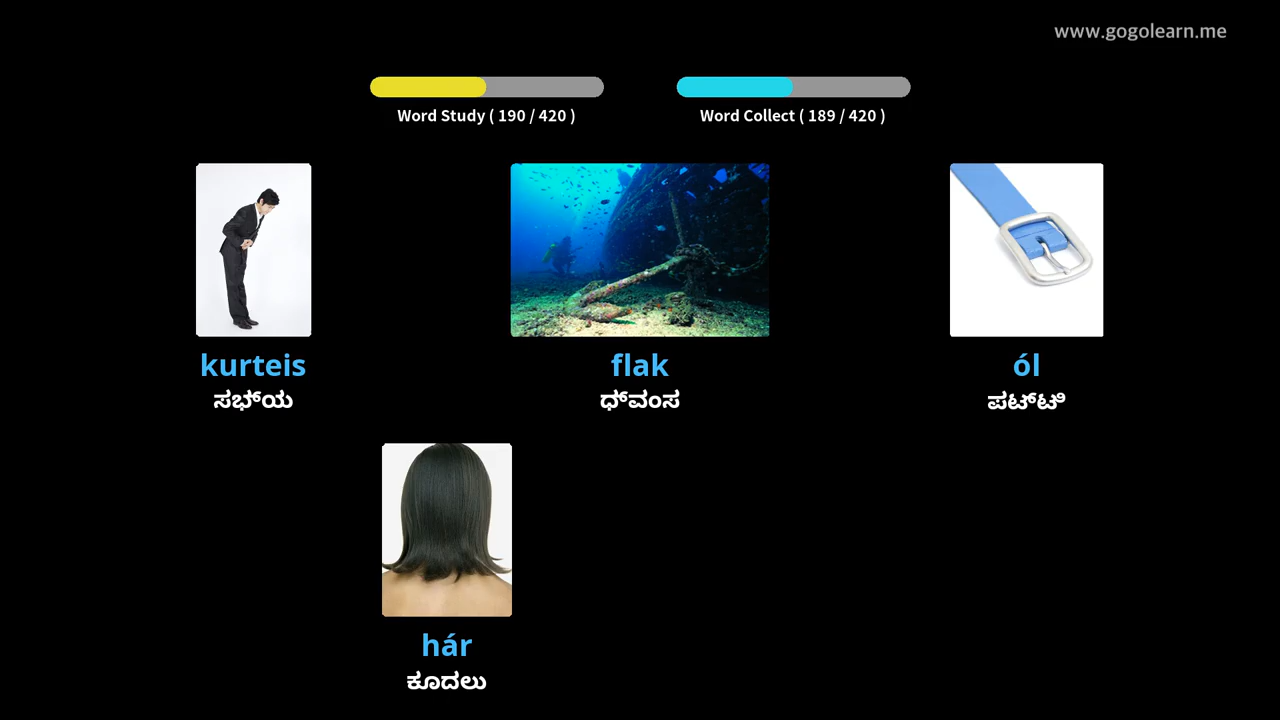 www.gogolearn.me
Word Study ( 190 / 420 )
Word Collect ( 189 / 420 )
kurteis
ಸಭ್ಯ
flak
ಧ್ವಂಸ
ól
ಪಟ್ಟಿ
hár
ಕೂದಲು